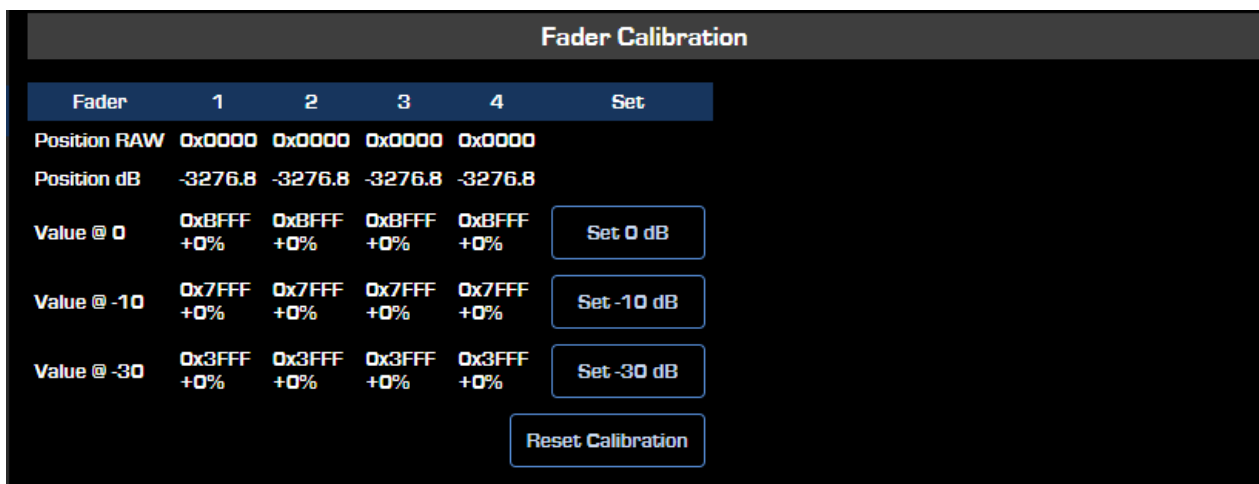 Fader Calibration
Fader 1 2 3 4 Set
Position RAW 0x0000 0x0000 0x0000 0x0000
Position dB -3276.8 -3276.8 -3276.8 -3276.8
Value @ 0 0xBFFF 0xBFFF 0xBFFF 0xBFFF Set 0 dB
+0% +0% +0% +0%
Value @ -10 0x7FFF 0x7FFF 0x7FFF 0x7FFF Set -10 dB
+0% +0% +0% +0%
Value @ -30 0x3FFF 0x3FFF 0x3FFF 0x3FFF Set -30 dB
+0% +0% +0% +0%
Reset Calibration